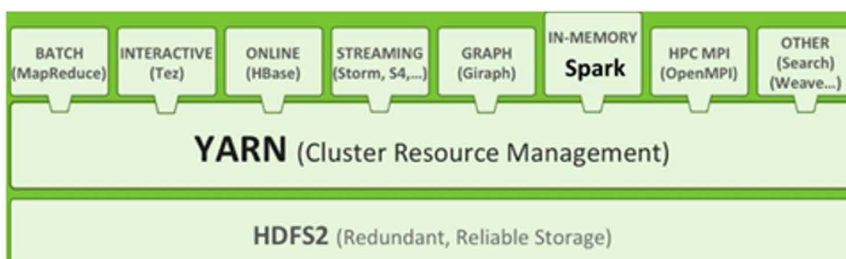 BATCH
(MapReduce)
INTERACTIVE
(Tez)
ONLINE
(HBase)
STREAMING
(Storm, S4,...)
GRAPH
(Giraph)
IN-MEMORY
Spark
HPC MPI
(OpenMPI)
OTHER
(Search)
(Weave...)
YARN (Cluster Resource Management)
HDFS2 (Redundant, Reliable Storage)